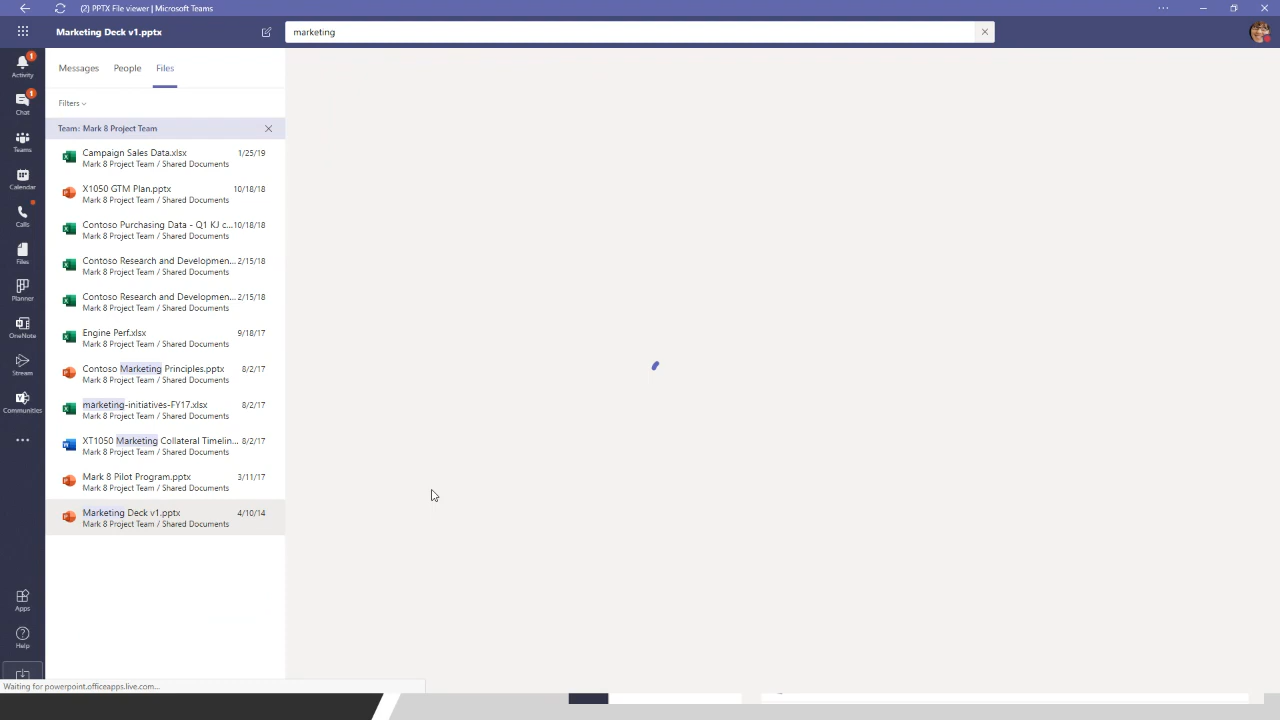 (2) PPTX File viewer | Microsoft Teams
Marketing Deck v1.pptx
marketing
Activity
1
Chat
1
Teams
Calendar
Calls
Files
Planner
OneNote
Stream
Communities
Apps
Help
Messages People Files
Filters
Team: Mark 8 Project Team
Campaign Sales Data.xlsx 1/25/19
Mark 8 Project Team / Shared Documents
X1050 GTM Plan.pptx 10/18/18
Mark 8 Project Team / Shared Documents
Contoso Purchasing Data - Q1 KJ c... 10/18/18
Mark 8 Project Team / Shared Documents
Contoso Research and Developmen... 2/15/18
Mark 8 Project Team / Shared Documents
Contoso Research and Developmen... 2/15/18
Mark 8 Project Team / Shared Documents
Engine Perf.xlsx 9/18/17
Mark 8 Project Team / Shared Documents
Contoso Marketing Principles.pptx 8/2/17
Mark 8 Project Team / Shared Documents
marketing-initiatives-FY17.xlsx 8/2/17
Mark 8 Project Team / Shared Documents
XT1050 Marketing Collateral Timelin... 8/2/17
Mark 8 Project Team / Shared Documents
Mark 8 Pilot Program.pptx 3/11/17
Mark 8 Project Team / Shared Documents
Marketing Deck v1.pptx 4/10/14
Mark 8 Project Team / Shared Documents
Waiting for powerpoint.officeapps.live.com...